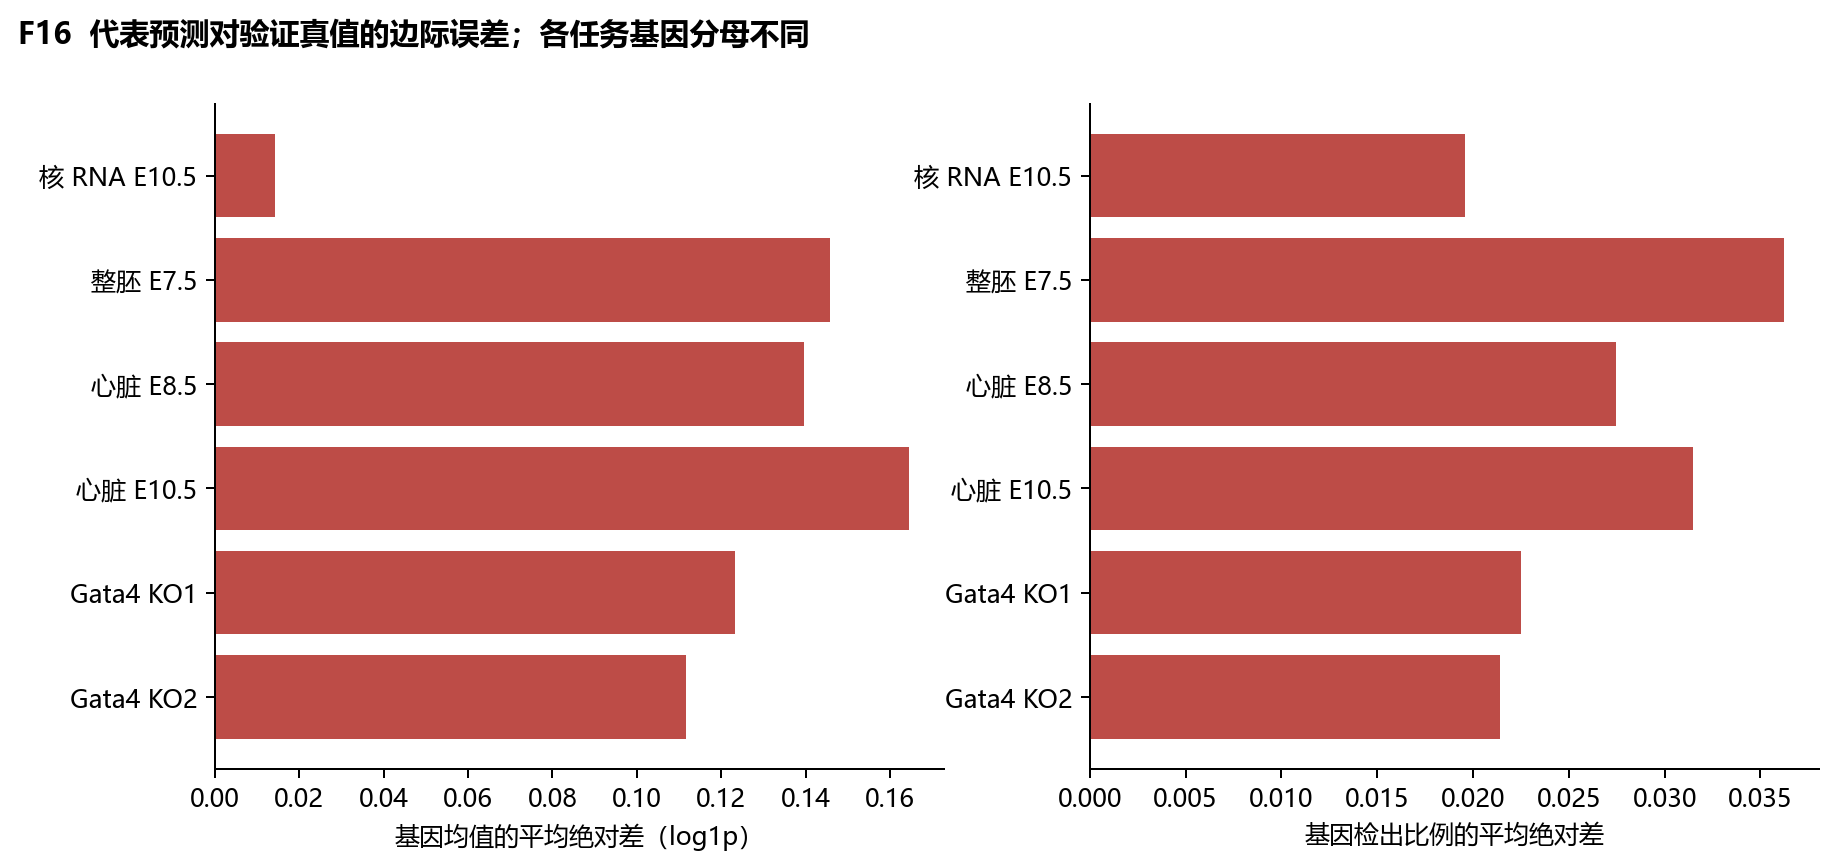 F16 代表预测对验证真值的边际误差；各任务基因分母不同
核 RNA E10.5
整胚 E7.5
心脏 E8.5
心脏 E10.5
Gata4 KO1
Gata4 KO2
0.00 0.02 0.04 0.06 0.08 0.10 0.12 0.14 0.16
基因均值的平均绝对差（log1p）
核 RNA E10.5
整胚 E7.5
心脏 E8.5
心脏 E10.5
Gata4 KO1
Gata4 KO2
0.000 0.005 0.010 0.015 0.020 0.025 0.030 0.035
基因检出比例的平均绝对差